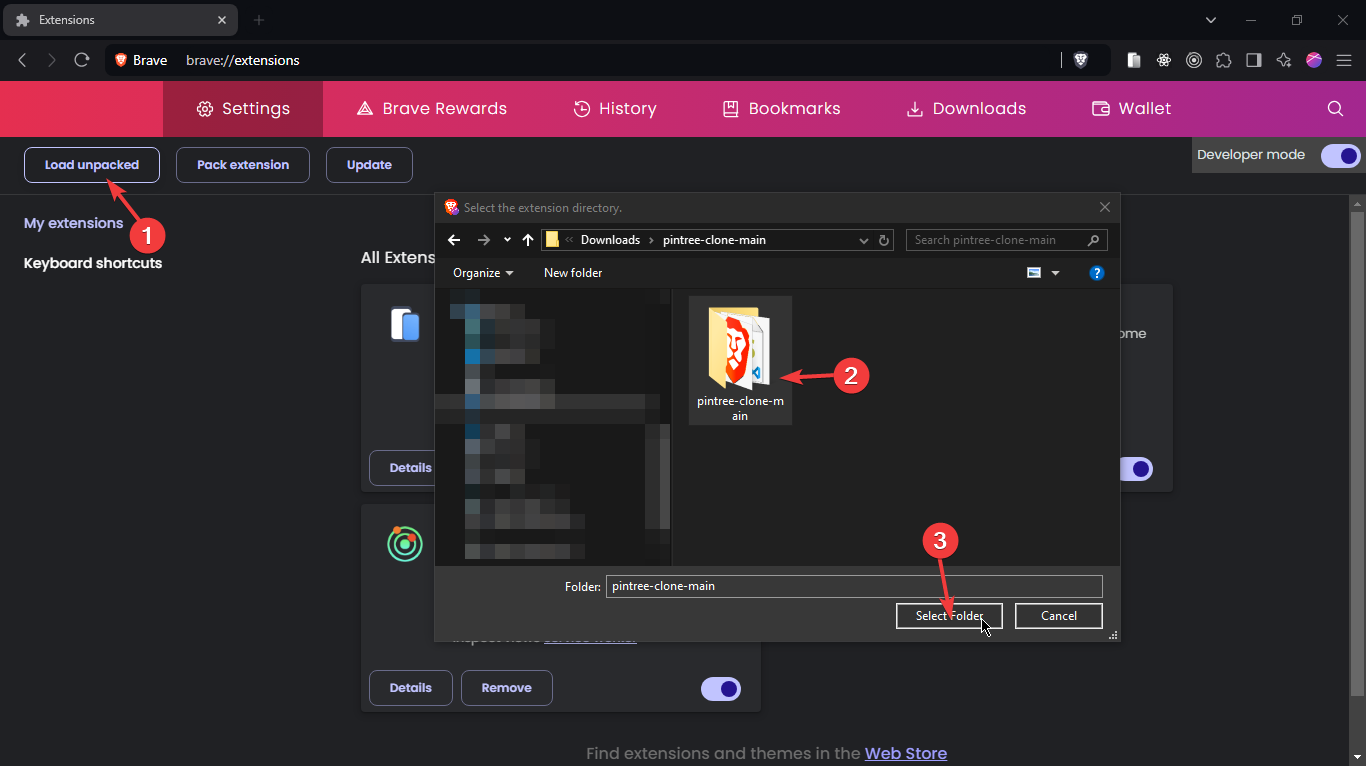 Extensions
Brave brave://extensions
Settings Brave Rewards History Bookmarks Downloads Wallet
Load unpacked Pack extension Update Developer mode
1
My extensions
Keyboard shortcuts
All Extens
Select the extension directory.
« Downloads › pintree-clone-main Search pintree-clone-main
Organize New folder ?
pintree-clone-m
ain
2
ome
Details
3
Folder: pintree-clone-main
Select Folder Cancel
Details Remove
Find extensions and themes in the Web Store